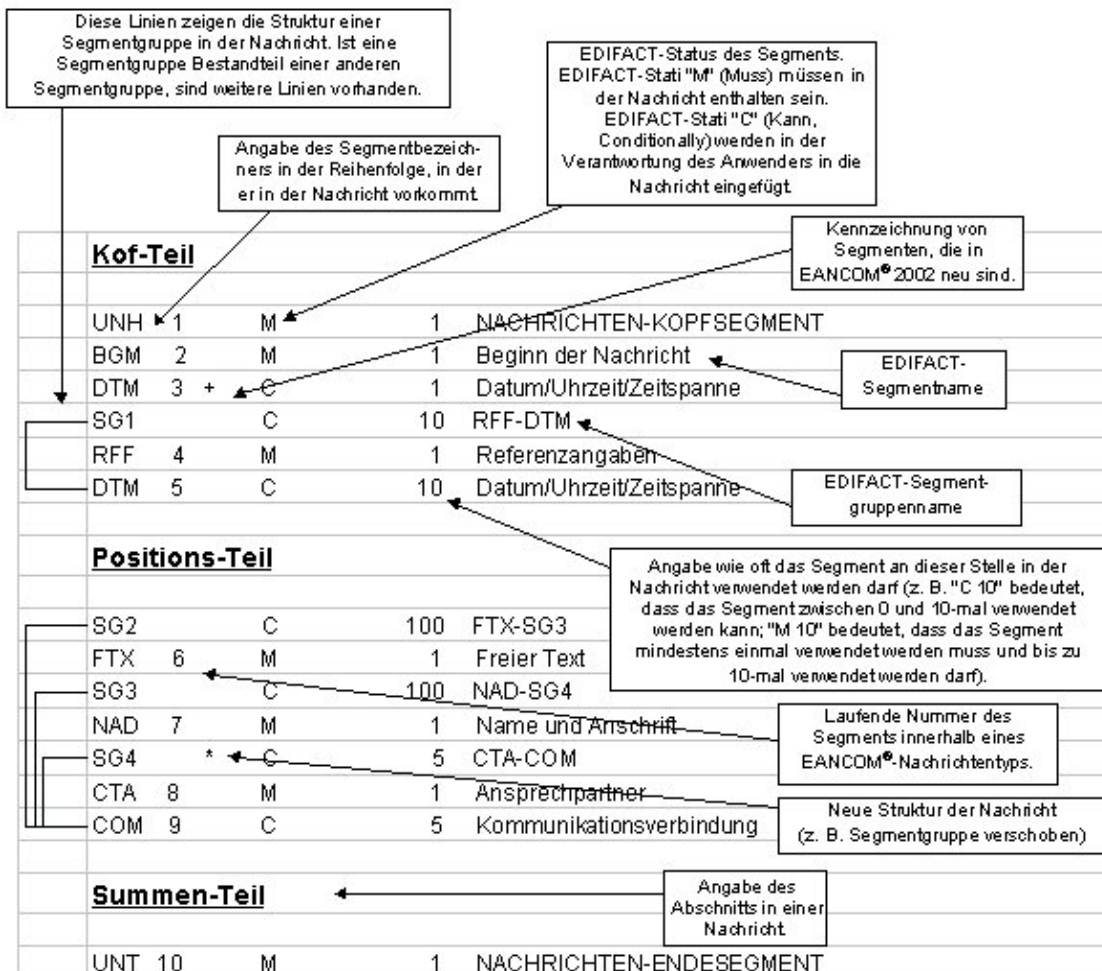 Diese Linien zeigen die Struktur einer
Segmentgruppe in der Nachricht. Ist eine
Segmentgruppe Bestandteil einer anderen
Segmentgruppe, sind weitere Linien vorhanden.
EDIFACT-Status des Segments.
EDIFACT-Stati "M" (Muss) müssen in
der Nachricht enthalten sein.
EDIFACT-Stati "C" (Kann,
Conditionally)werden in der
Verantwortung des Anwenders in die
Nachricht eingefügt.
Angabe des Segmentbezeich-
ners in der Reihenfolge, in der
er in der Nachricht vorkommt.
Kennzeichnung von
Segmenten, die in
EANCOM® 2002 neu sind.
Kof-Teil
UNH 1 M 1 NACHRICHTEN-KOPFSEGMENT
BGM 2 M 1 Beginn der Nachricht
DTM 3 + C 1 Datum/Uhrzeit/Zeitspanne
SG1 C 10 RFF-DTM
RFF 4 M 1 Referenzangaben
DTM 5 C 10 Datum/Uhrzeit/Zeitspanne
EDIFACT-
Segmentname
EDIFACT-Segment-
gruppenname
Positions-Teil
Angabe wie oft das Segment an dieser Stelle in der
Nachricht verwendet werden darf (z. B. "C 10" bedeutet,
dass das Segment zwischen 0 und 10-mal verwendet
werden kann; "M 10" bedeutet, dass das Segment
mindestens einmal verwendet werden muss und bis zu
10-mal verwendet werden darf).
SG2 C 100 FTX-SG3
FTX 6 M 1 Freier Text
SG3 C 100 NAD-SG4
NAD 7 M 1 Name und Anschrift
SG4 * C 5 CTA-COM
CTA 8 M 1 Ansprechpartner
COM 9 C 5 Kommunikationsverbindung
Laufende Nummer des
Segments innerhalb eines
EANCOM®-Nachrichtentyps.
Neue Struktur der Nachricht
(z. B. Segmentgruppe verschoben)
Summen-Teil
Angabe des
Abschnitts in einer
Nachricht.
UNT 10 M 1 NACHRICHTEN-ENDESEGMENT